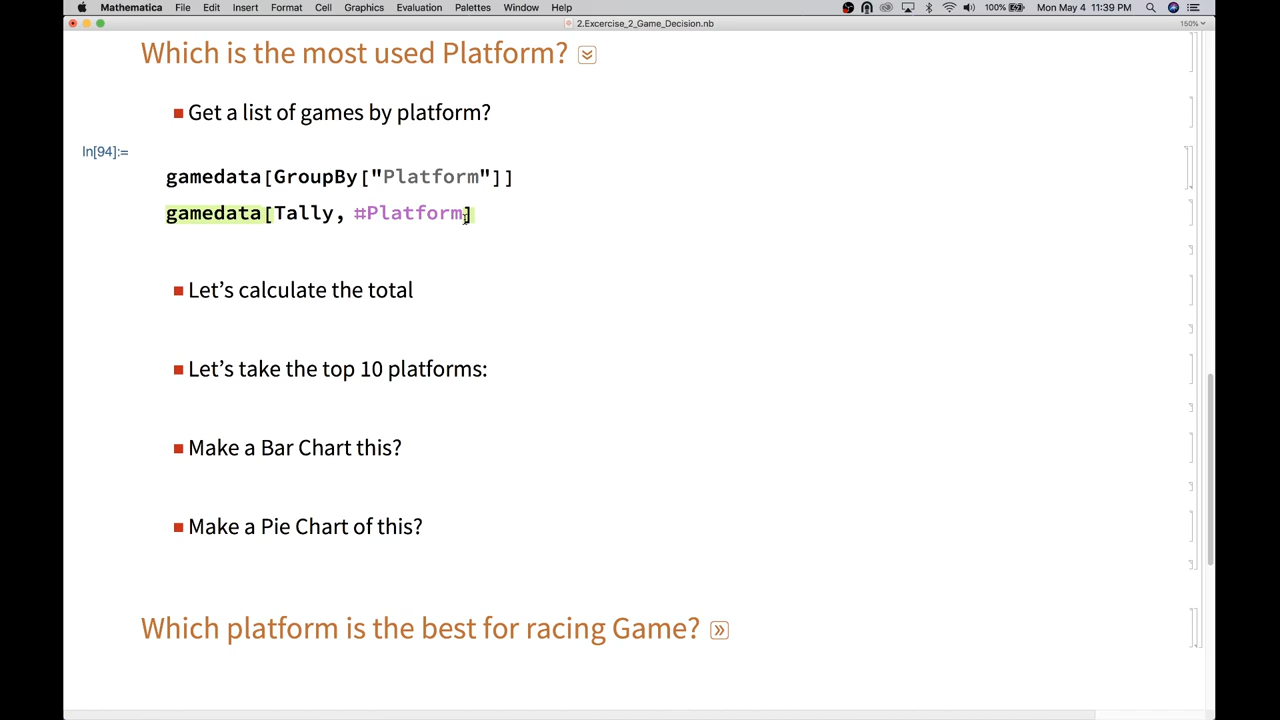 Mathematica File Edit Insert Format Cell Graphics Evaluation Palettes Window Help 100% Mon May 4 11:39 PM
2.Excercise_2_Game_Decision.nb 150%
Which is the most used Platform?
Get a list of games by platform?
In[94]:=
gamedata[GroupBy["Platform"]]
gamedata[Tally, #Platform]
Let's calculate the total
Let's take the top 10 platforms:
Make a Bar Chart this?
Make a Pie Chart of this?
Which platform is the best for racing Game?